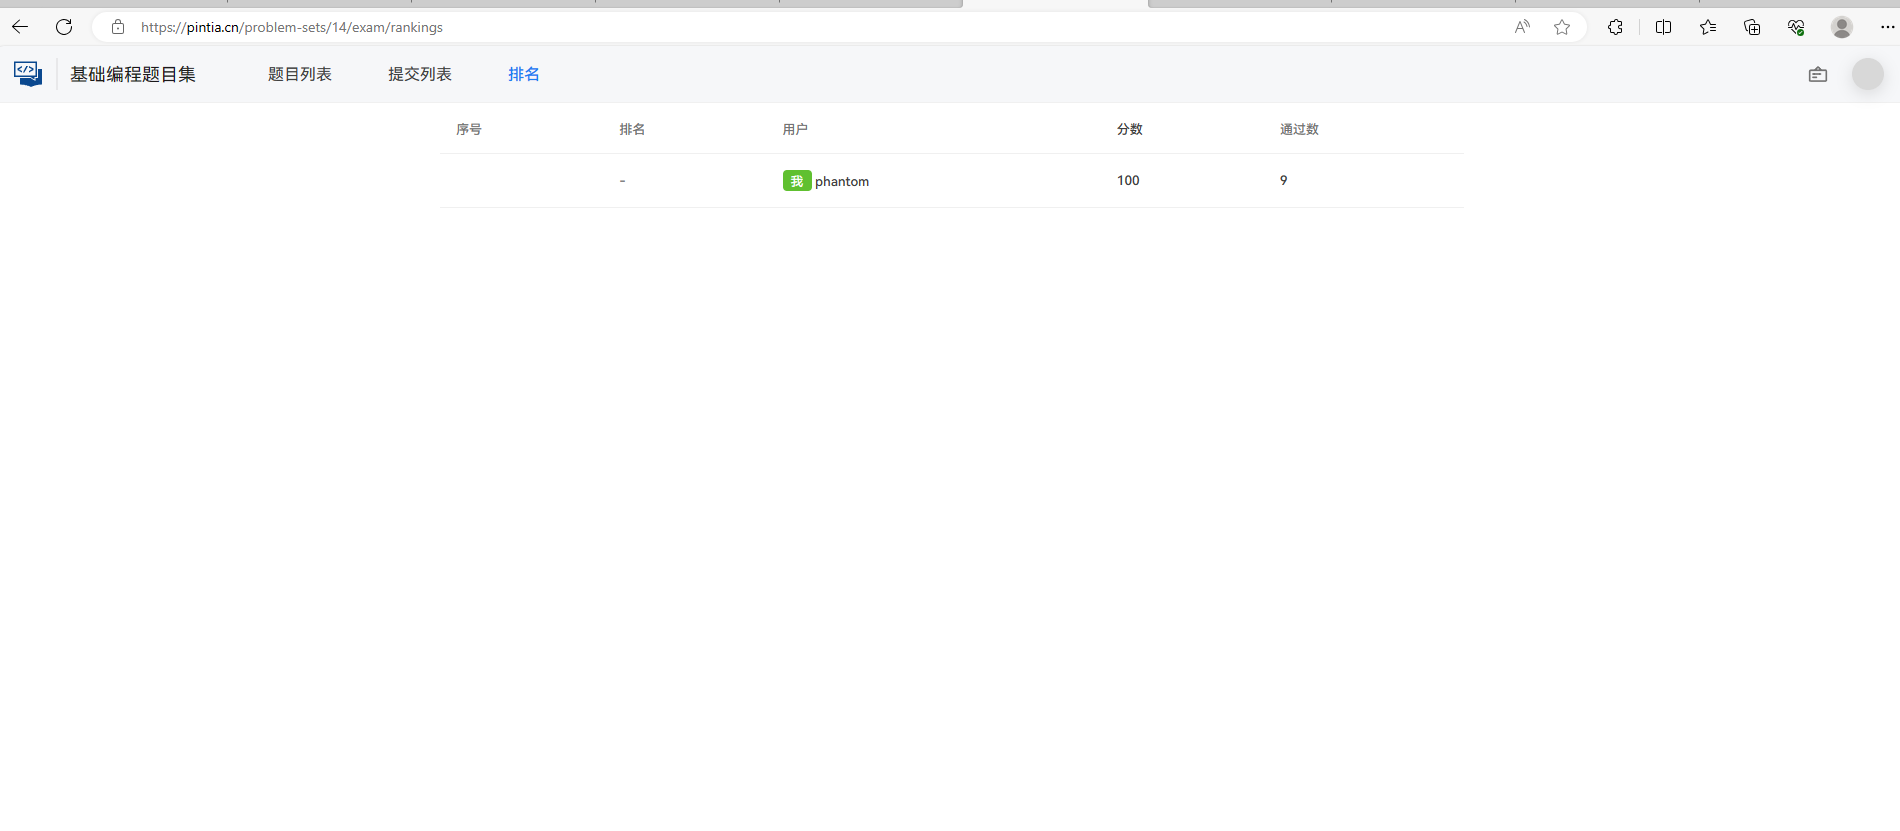 https://pintia.cn/problem-sets/14/exam/rankings
基础编程题目集 题目列表 提交列表 排名
序号 排名 用户 分数 通过数
- 我 phantom 100 9